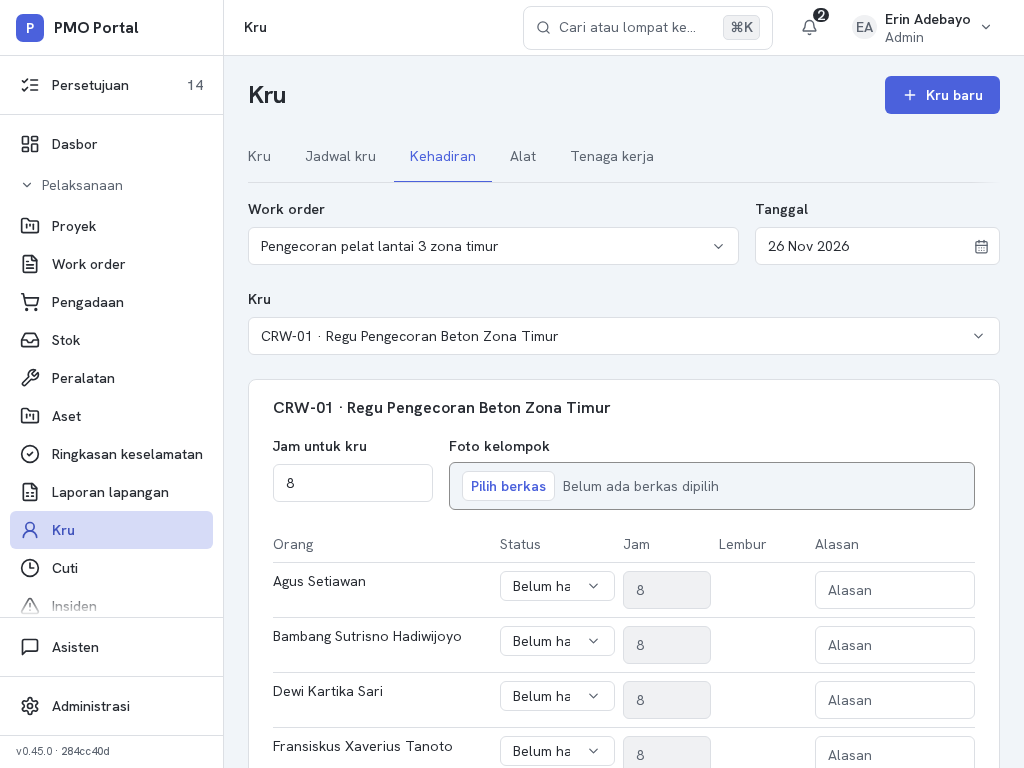 P PMO Portal
Kru
Cari atau lompat ke...
⌘K
2
EA
Erin Adebayo
Admin
Persetujuan 14
Dasbor
Pelaksanaan
Proyek
Work order
Pengadaan
Stok
Peralatan
Aset
Ringkasan keselamatan
Laporan lapangan
Kru
Cuti
Insiden
Asisten
Administrasi
v0.45.0 · 284cc40d
Kru
Kru baru
Kru Jadwal kru Kehadiran Alat Tenaga kerja
Work order Tanggal
Pengecoran pelat lantai 3 zona timur 26 Nov 2026
Kru
CRW-01 · Regu Pengecoran Beton Zona Timur
CRW-01 · Regu Pengecoran Beton Zona Timur
Jam untuk kru Foto kelompok
8 Pilih berkas Belum ada berkas dipilih
Orang Status Jam Lembur Alasan
Agus Setiawan Belum ha 8 Alasan
Bambang Sutrisno Hadiwijoyo Belum ha 8 Alasan
Dewi Kartika Sari Belum ha 8 Alasan
Fransiskus Xaverius Tanoto Belum ha 8 Alasan